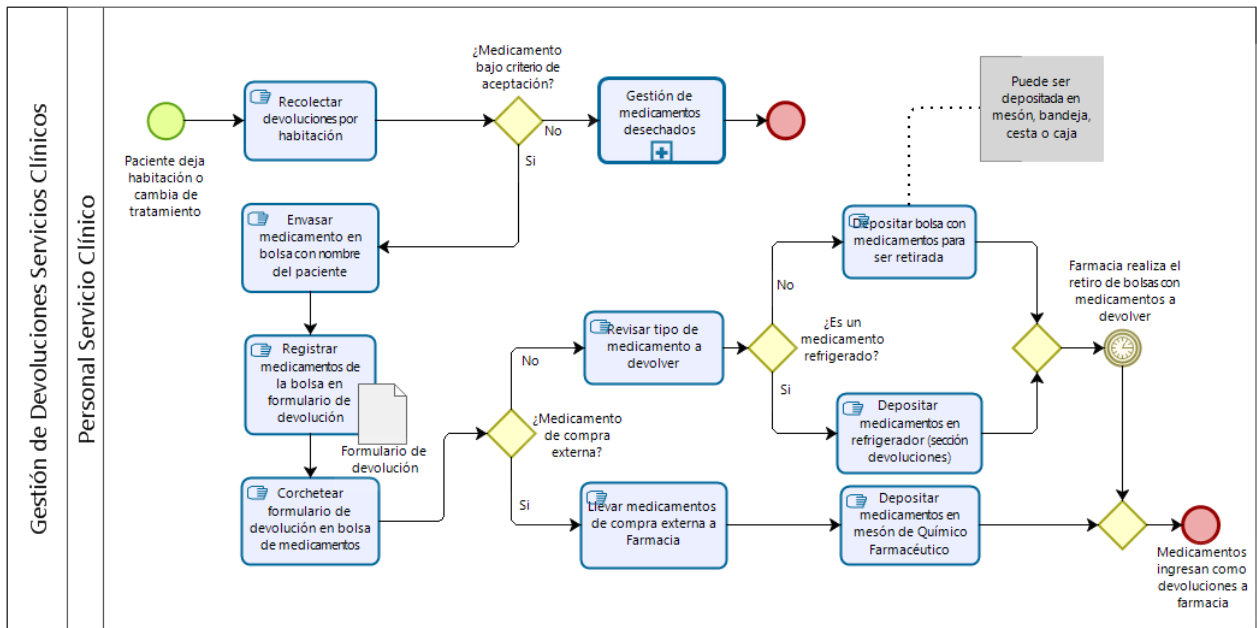 Gestión de Devoluciones Servicios Clínicos
Personal Servicio Clínico
Paciente deja
habitación o
cambia de
tratamiento
Recolectar
devoluciones por
habitación
¿Medicamento
bajo criterio de
aceptación?
No
Si
Gestión de
medicamentos
desechados
Puede ser
depositada en
mesón, bandeja,
cesta o caja
Envasar
medicamento en
bolsa con nombre
del paciente
Registrar
medicamentos de
la bolsa en
formulario de
devolución
Formulario de
devolución
Corchetear
formulario de
devolución en bolsa
de medicamentos
¿Medicamento
de compra
externa?
No
Si
Revisar tipo de
medicamento a
devolver
¿Es un
medicamento
refrigerado?
No
Si
Depositar bolsa con
medicamentos para
ser retirada
Depositar
medicamentos en
refrigerador (sección
devoluciones)
Farmacia realiza el
retiro de bolsas con
medicamentos a
devolver
Llevar medicamentos
de compra externa a
Farmacia
Depositar
medicamentos en
mesón de Químico
Farmacéutico
Medicamentos
ingresan como
devoluciones a
farmacia